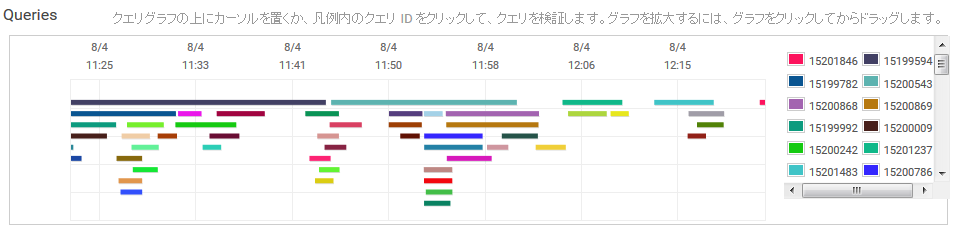 Queries クエリグラフの上にカーソルを置くか、凡例内のクエリ ID をクリックして、クエリを検証します。グラフを拡大するには、グラフをクリックしてからドラッグします。
8/4 8/4 8/4 8/4 8/4 8/4 8/4
11:25 11:33 11:41 11:50 11:58 12:06 12:15
15201846 15199594
15199782 15200543
15200868 15200869
15199992 15200009
15200242 15201237
15201483 15200786